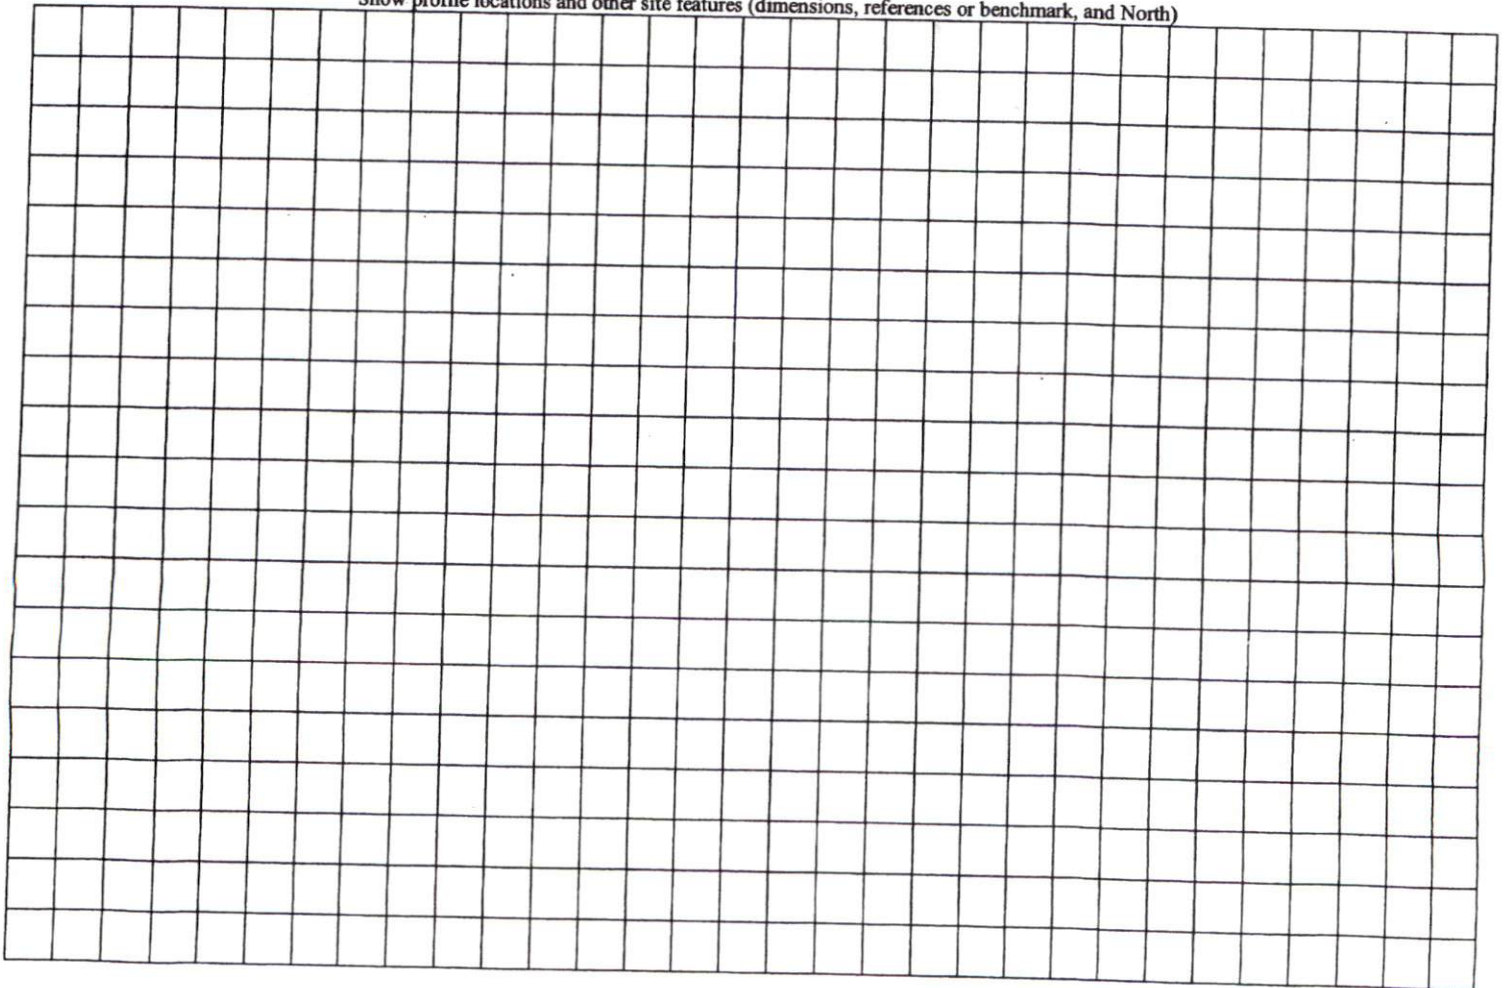 Show profile locations and other site features (dimensions, references or benchmark, and North)